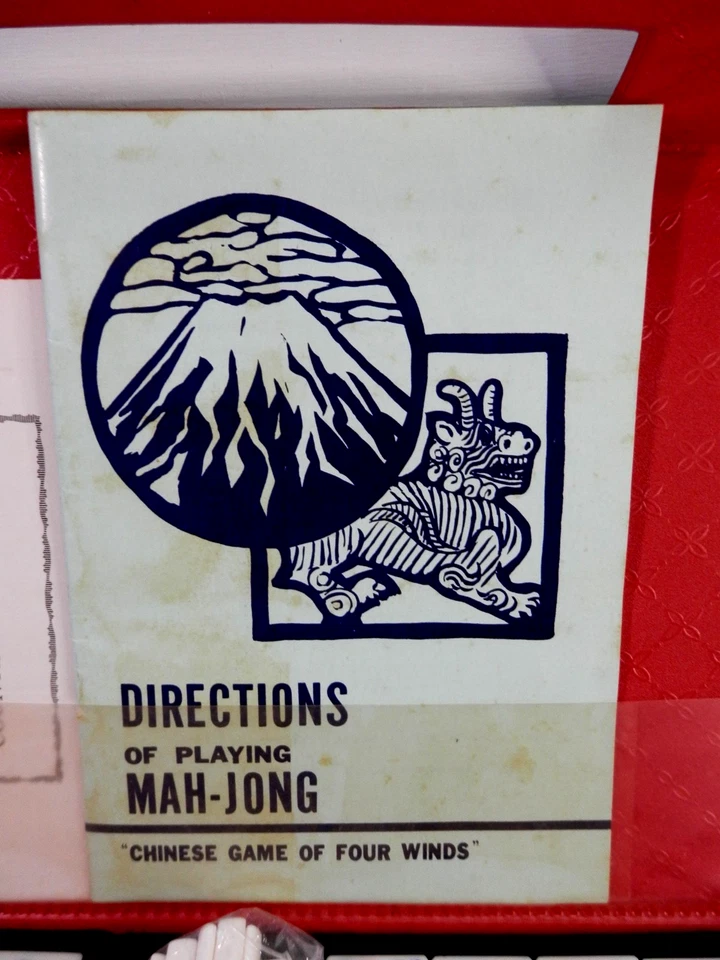 DIRECTIONS
OF PLAYING
MAH-JONG
"CHINESE GAME OF FOUR WINDS"